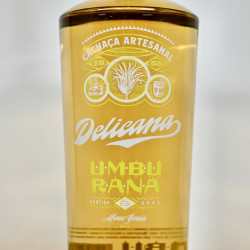 CACHAÇA ARTESANAL
Delicana
UMBU
RANA
Minas Gerais